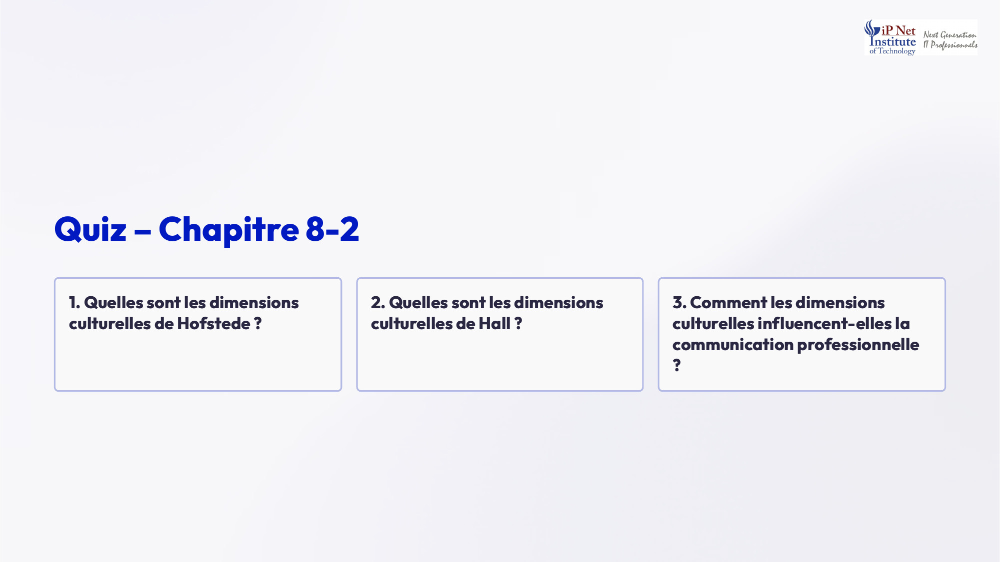 iP Net
Institute
of Technology
Next Generation
IT Professionnels
Quiz – Chapitre 8-2
1. Quelles sont les dimensions
culturelles de Hofstede ?
2. Quelles sont les dimensions
culturelles de Hall ?
3. Comment les dimensions
culturelles influencent-elles la
communication professionnelle
?